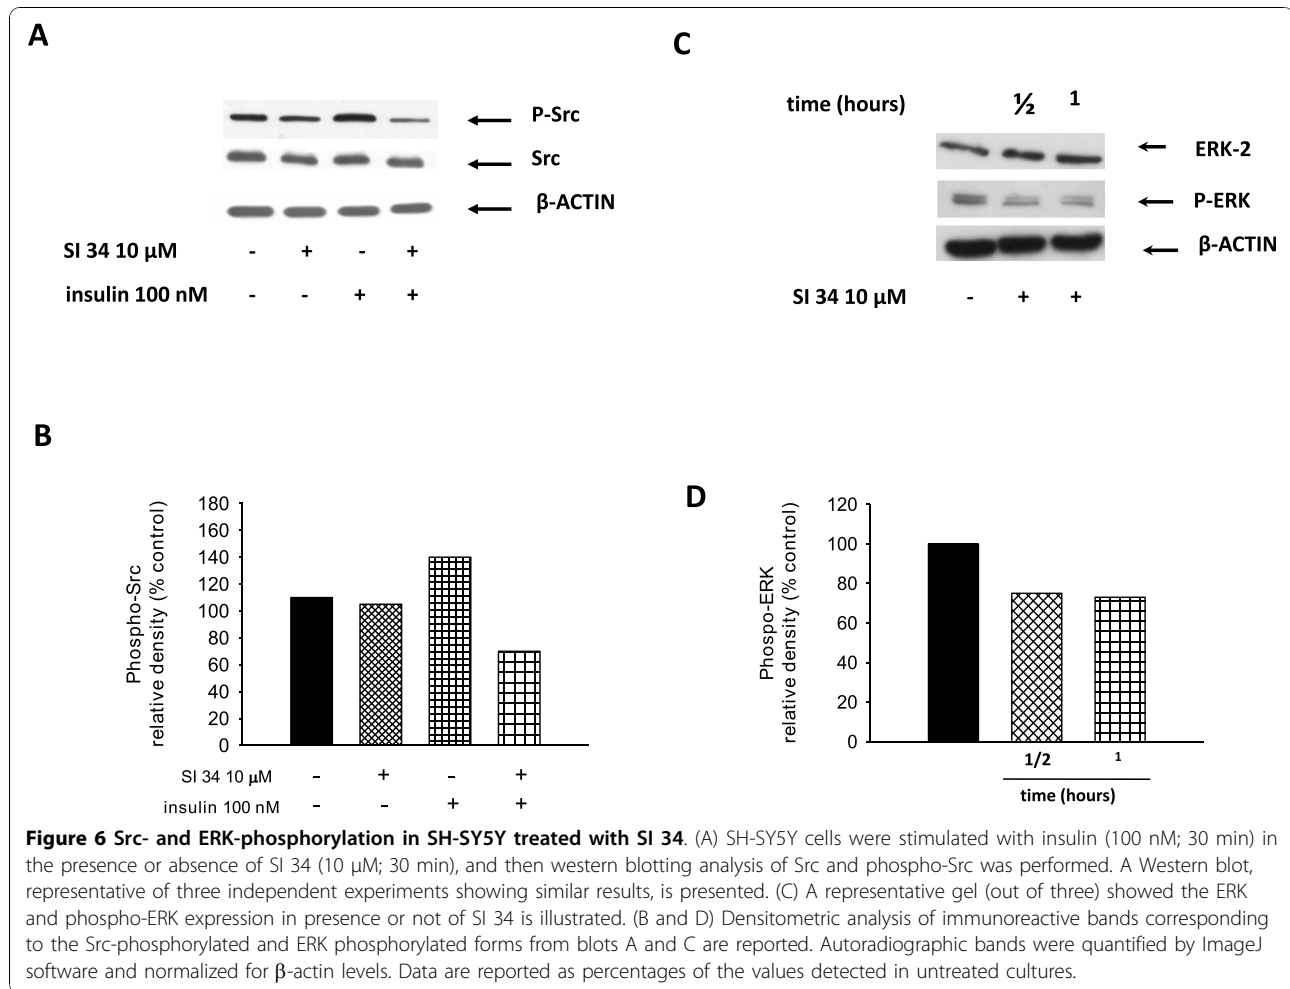 A
P-Src
Src
β-ACTIN
SI 34 10 µM - + - +
insulin 100 nM - - + +
C
time (hours) ½ 1
ERK-2
P-ERK
β-ACTIN
SI 34 10 µM - + +
B
Phospho-Src
relative density (% control)
180
160
140
120
100
80
60
40
20
0
SI 34 10 µM - + - +
insulin 100 nM - - + +
D
Phospo-ERK
relative density (% control)
120
100
80
60
40
20
0
1/2 1
time (hours)
Figure 6 Src- and ERK-phosphorylation in SH-SY5Y treated with SI 34. (A) SH-SY5Y cells were stimulated with insulin (100 nM; 30 min) in
the presence or absence of SI 34 (10 µM; 30 min), and then western blotting analysis of Src and phospho-Src was performed. A Western blot,
representative of three independent experiments showing similar results, is presented. (C) A representative gel (out of three) showed the ERK
and phospho-ERK expression in presence or not of SI 34 is illustrated. (B and D) Densitometric analysis of immunoreactive bands corresponding
to the Src-phosphorylated and ERK phosphorylated forms from blots A and C are reported. Autoradiographic bands were quantified by ImageJ
software and normalized for β-actin levels. Data are reported as percentages of the values detected in untreated cultures.